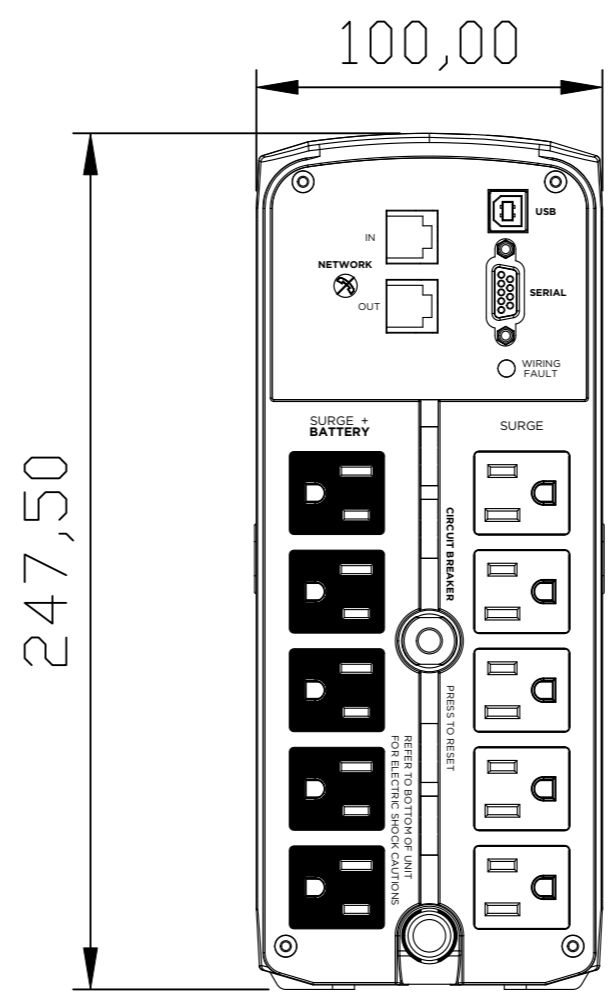 100,00
247,50
USB
IN
NETWORK
OUT
SERIAL
WIRING
FAULT
SURGE +
BATTERY
SURGE
CIRCUIT BREAKER
PRESS TO RESET
REFER TO BOTTOM OF UNIT
FOR ELECTRIC SHOCK CAUTIONS